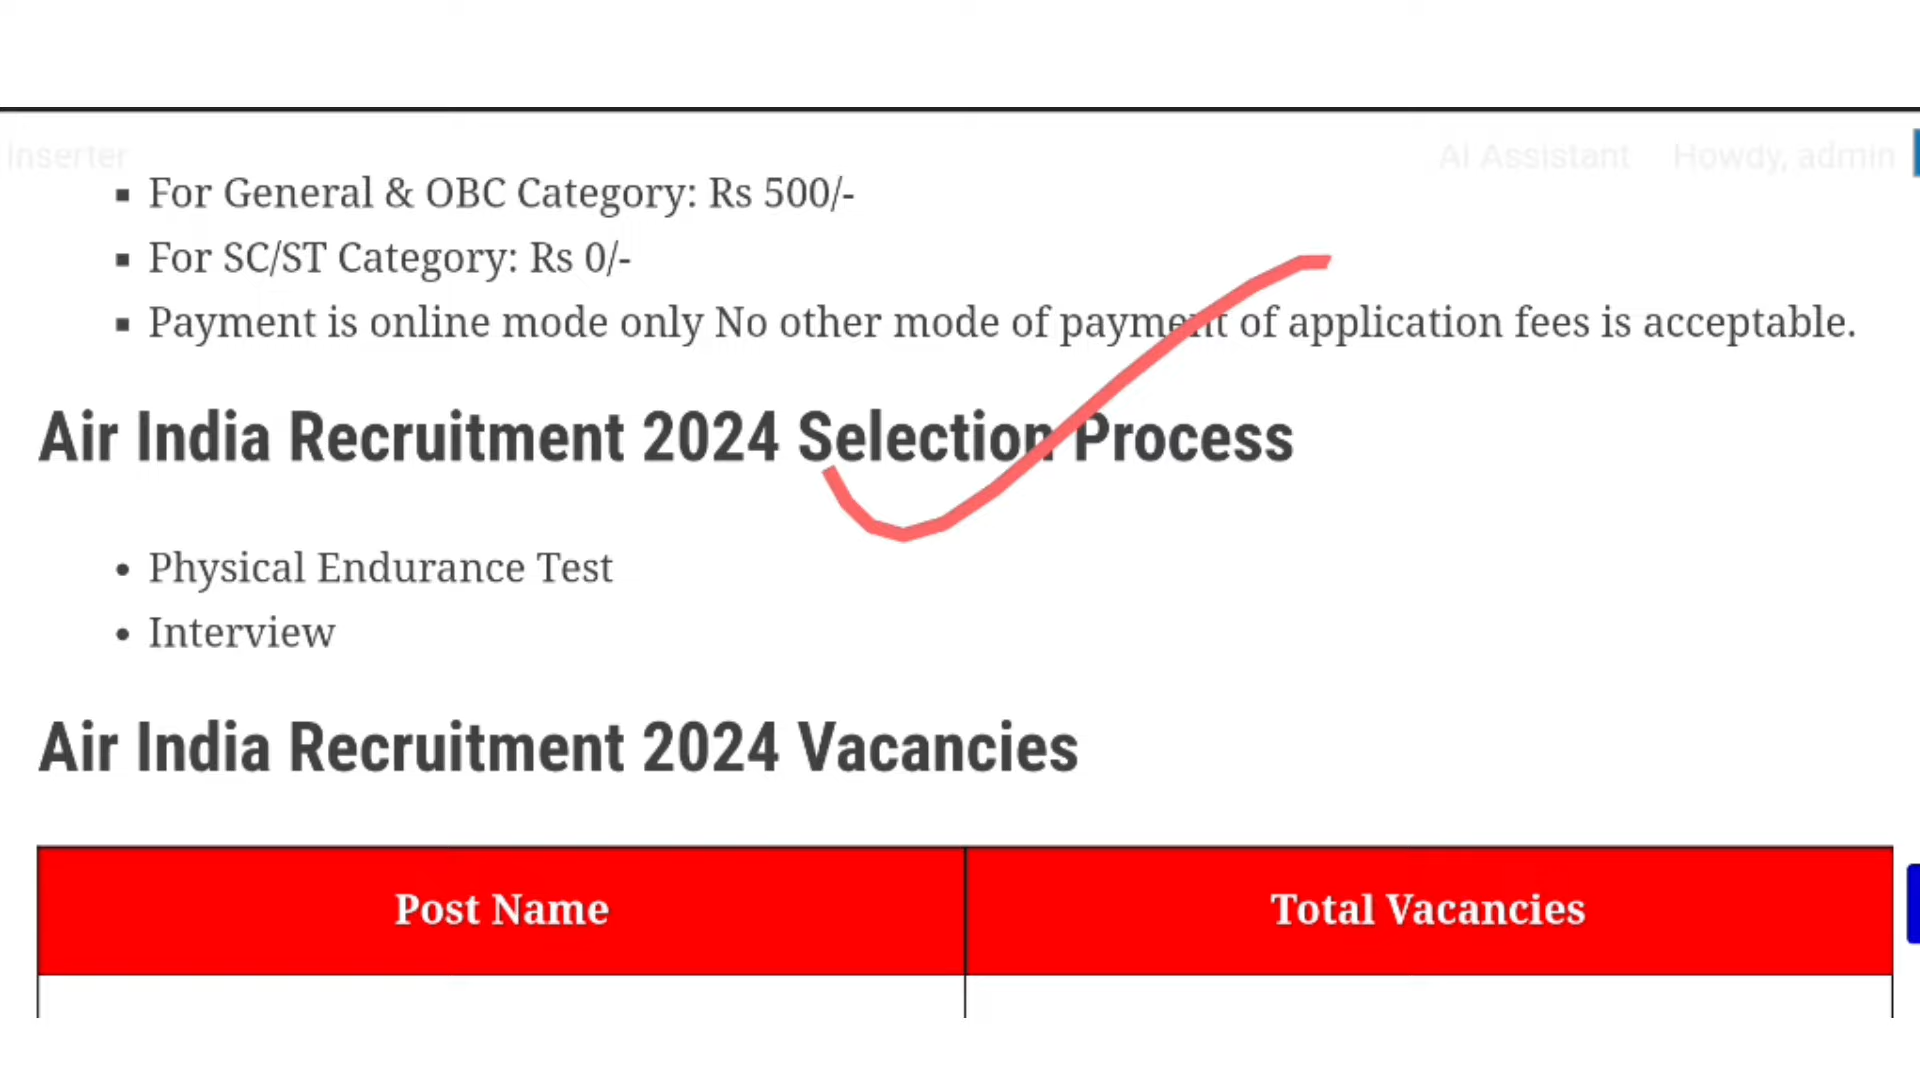 Inserter
AI Assistant
Howdy, admin
For General & OBC Category: Rs 500/-
For SC/ST Category: Rs 0/-
Payment is online mode only No other mode of payment of application fees is acceptable.
Air India Recruitment 2024 Selection Process
Physical Endurance Test
Interview
Air India Recruitment 2024 Vacancies
Post Name
Total Vacancies